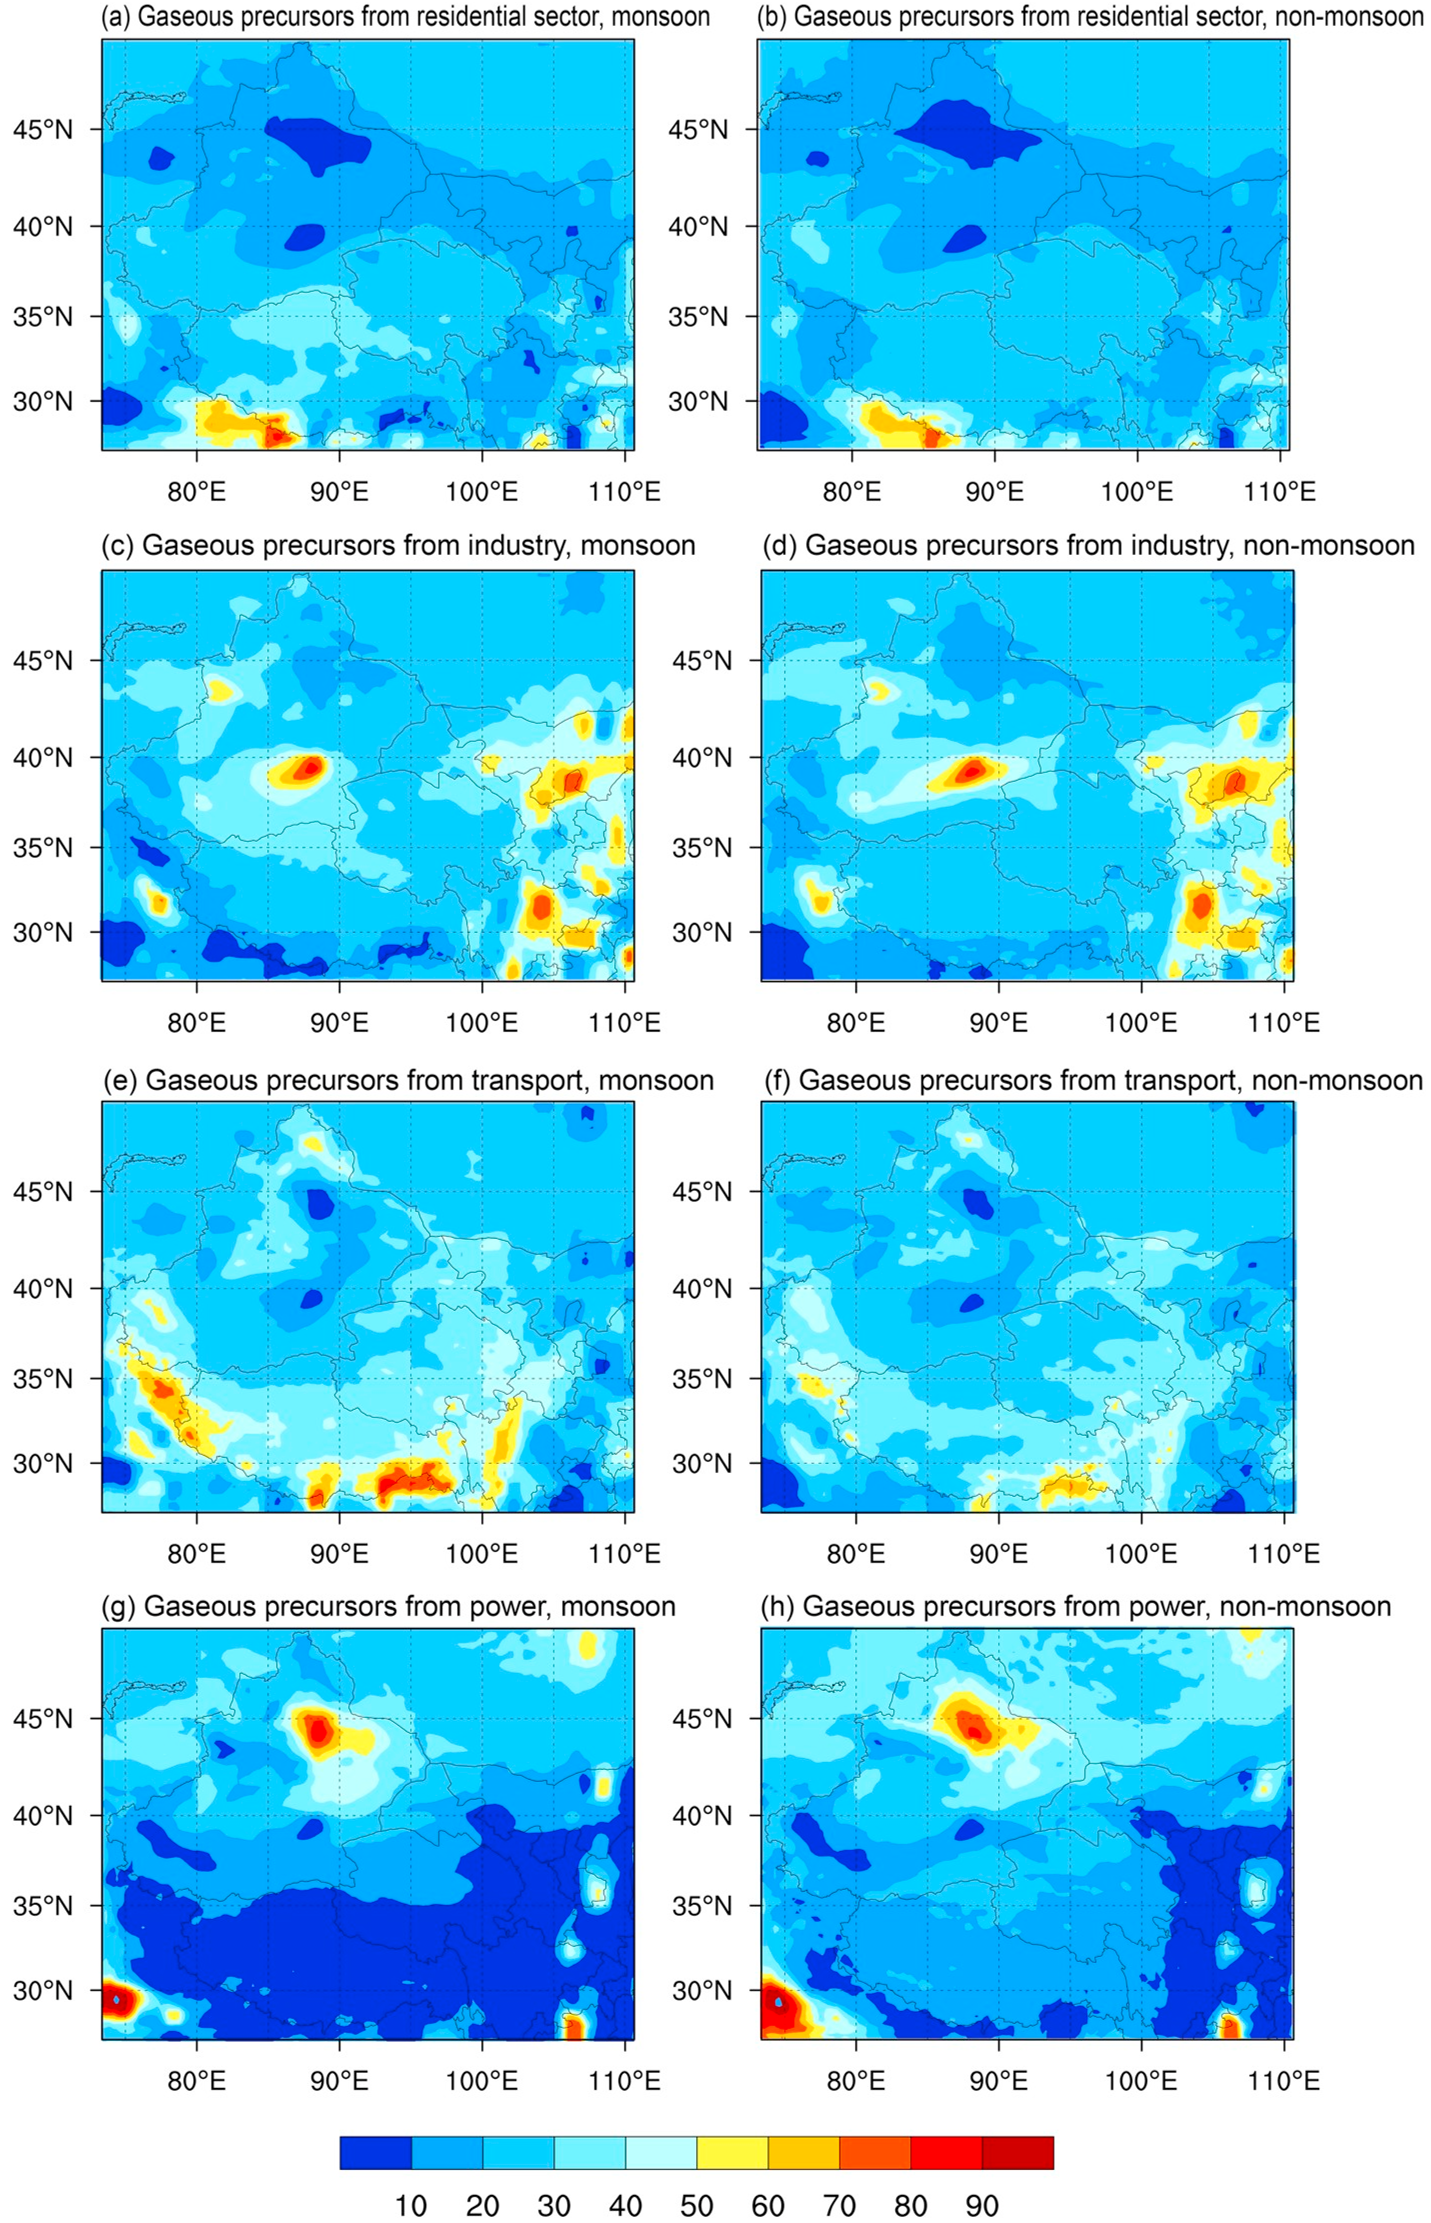 (a) Gaseous precursors from residential sector, monsoon
(b) Gaseous precursors from residential sector, non-monsoon
45°N
40°N
35°N
30°N
80°E 90°E 100°E 110°E
45°N
40°N
35°N
30°N
80°E 90°E 100°E 110°E
(c) Gaseous precursors from industry, monsoon
(d) Gaseous precursors from industry, non-monsoon
45°N
40°N
35°N
30°N
80°E 90°E 100°E 110°E
45°N
40°N
35°N
30°N
80°E 90°E 100°E 110°E
(e) Gaseous precursors from transport, monsoon
(f) Gaseous precursors from transport, non-monsoon
45°N
40°N
35°N
30°N
80°E 90°E 100°E 110°E
45°N
40°N
35°N
30°N
80°E 90°E 100°E 110°E
(g) Gaseous precursors from power, monsoon
(h) Gaseous precursors from power, non-monsoon
45°N
40°N
35°N
30°N
80°E 90°E 100°E 110°E
45°N
40°N
35°N
30°N
80°E 90°E 100°E 110°E
10 20 30 40 50 60 70 80 90